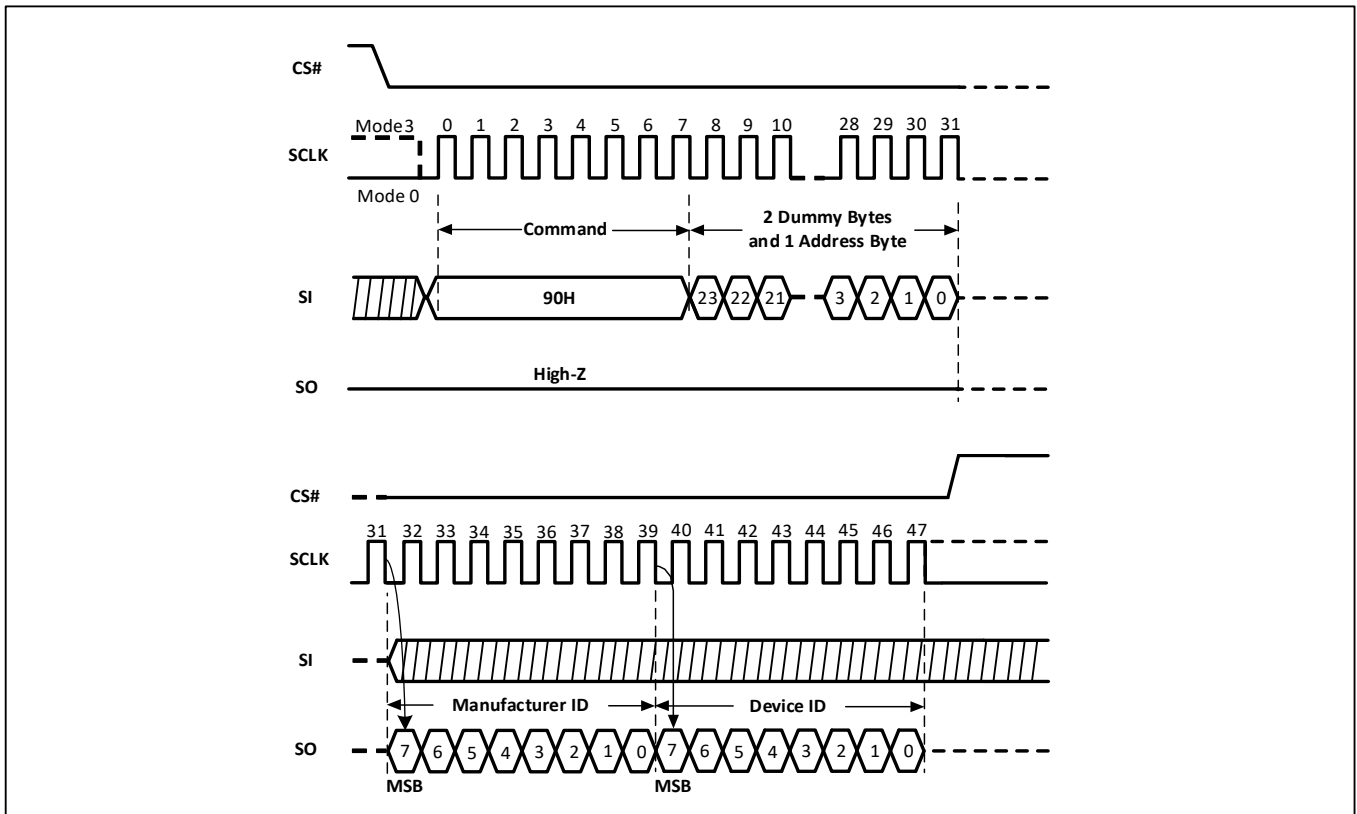 CS#
Mode3 0 1 2 3 4 5 6 7 8 9 10 28 29 30 31
SCLK
Mode 0
Command
2 Dummy Bytes
and 1 Address Byte
SI 90H 23 22 21 3 2 1 0
High-Z
SO
CS#
31 32 33 34 35 36 37 38 39 40 41 42 43 44 45 46 47
SCLK
SI
Manufacturer ID Device ID
SO 7 6 5 4 3 2 1 0 7 6 5 4 3 2 1 0
MSB MSB